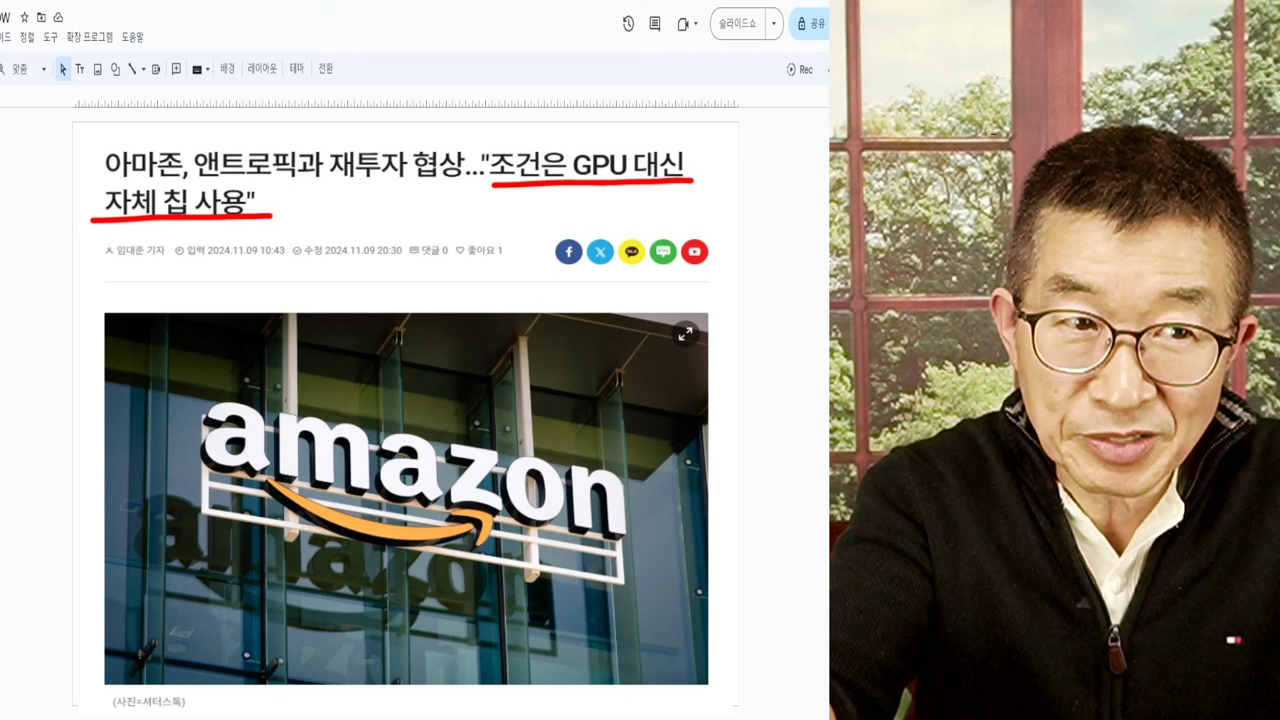 슬라이드쇼
공유
정렬 도구 확장 프로그램 도움말
맞춤
배경 레이아웃 테마 전환
Rec
아마존, 앤트로픽과 재투자 협상..."조건은 GPU 대신
자체 칩 사용"
임대준 기자 입력 2024.11.09 10:43 수정 2024.11.09 20:30 댓글 0 좋아요 1
TALK
amazon
(사진=셔터스톡)